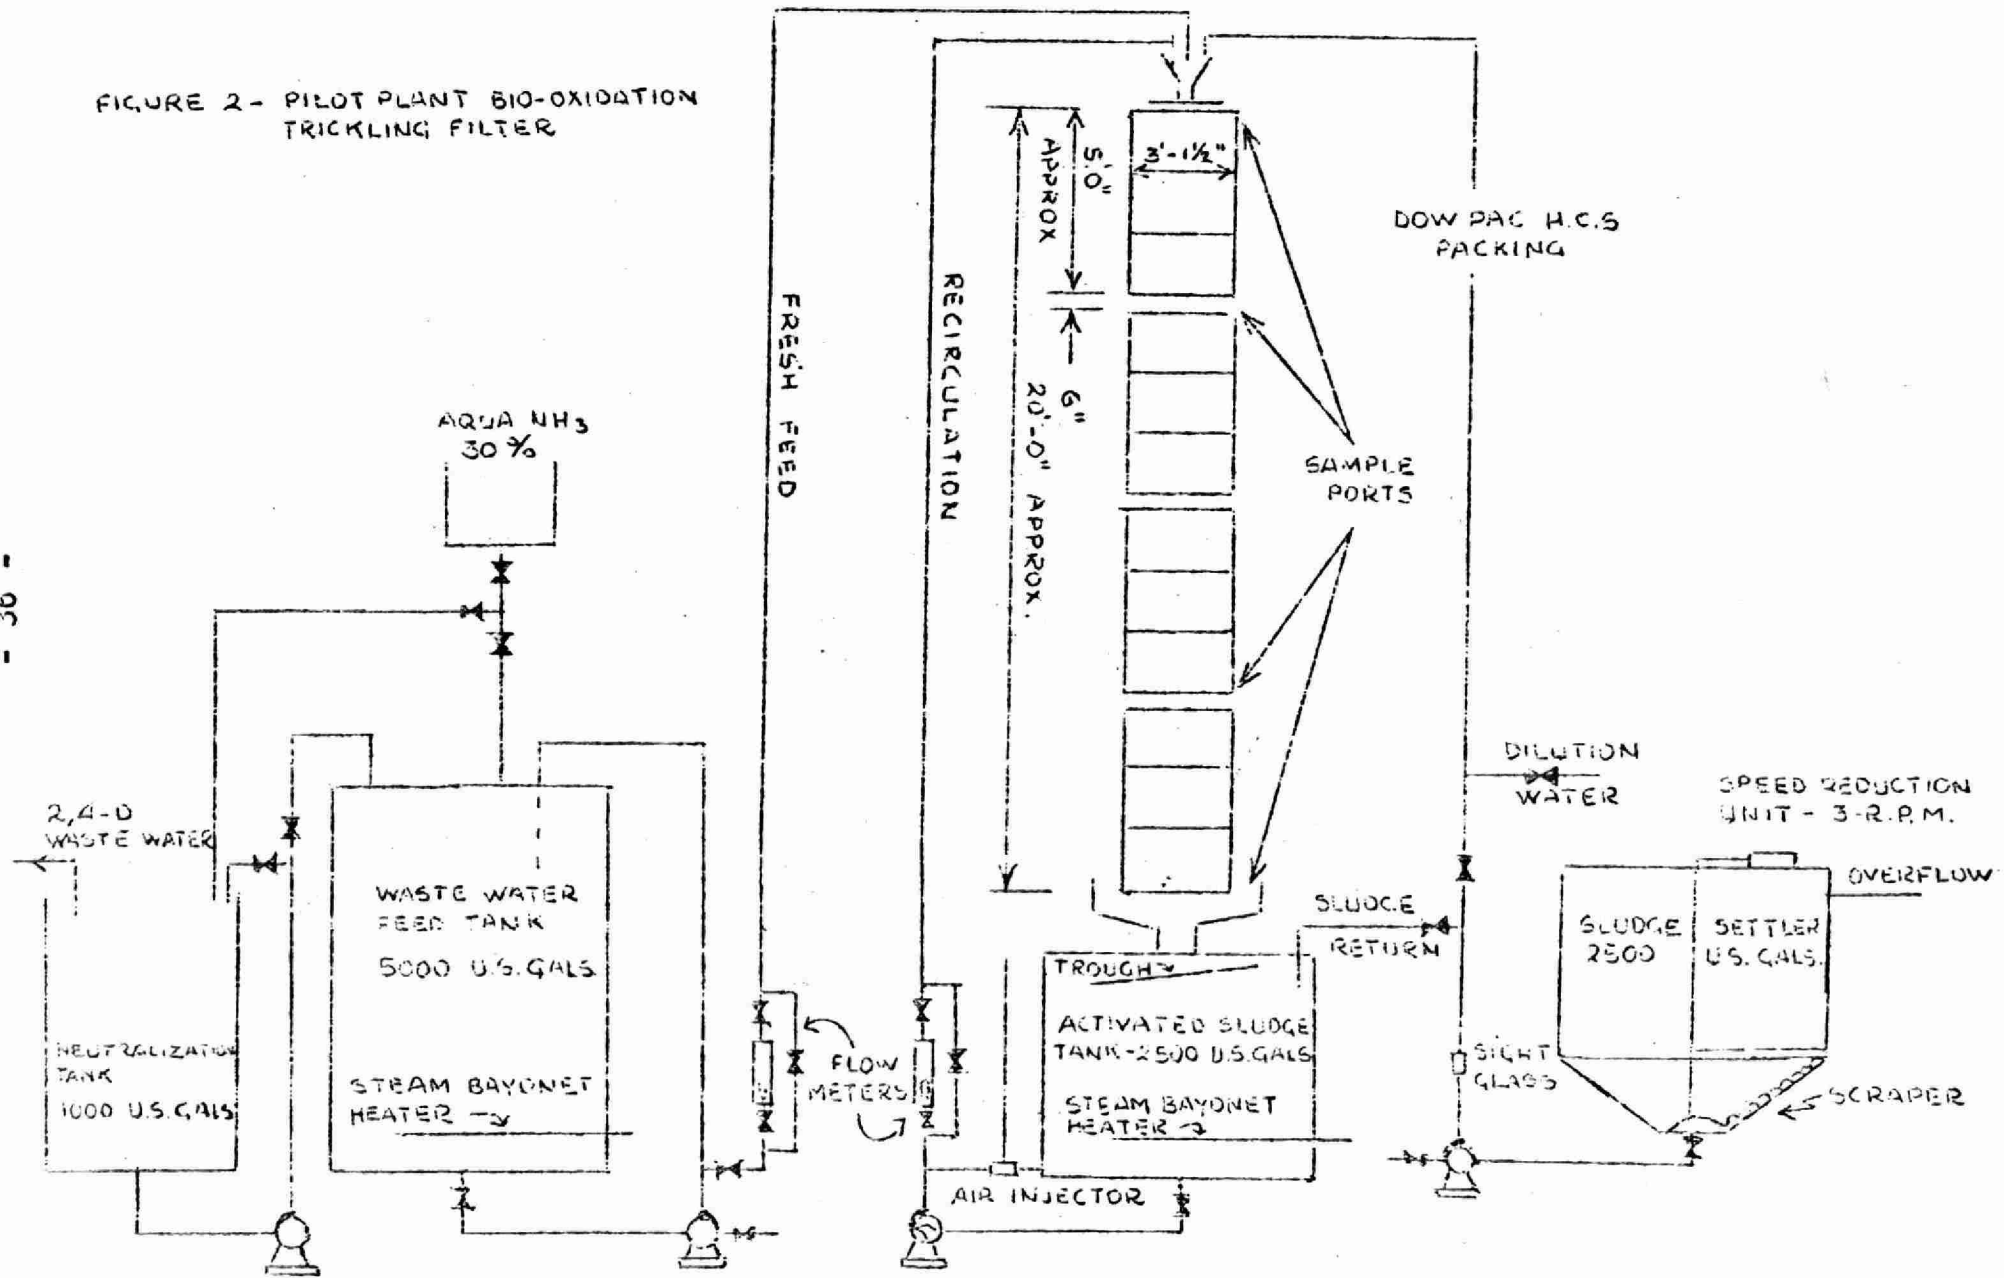 FIGURE 2 - PILOT PLANT BIO-OXIDATION
TRICKLING FILTER
3'-1½"
5'.0"
APPROX
6"
20'-0" APPROX.
DOW PAC H.C.S
PACKING
FRESH FEED
RECIRCULATION
SAMPLE
PORTS
AQUA NH3
30 %
- 36 -
2,4-D
WASTE WATER
WASTE WATER
FEED TANK
5000 U.S. GALS.
STEAM BAYONET
HEATER
NEUTRALIZATION
TANK
1000 U.S. GALS
FLOW
METERS
TROUGH
ACTIVATED SLUDGE
TANK-2500 U.S.GALS
STEAM BAYONET
HEATER
AIR INJECTOR
SLUDGE
RETURN
DILUTION
WATER
SPEED REDUCTION
UNIT - 3-R.P.M.
OVERFLOW
SLUDGE SETTLER
2500 U.S. GALS.
SIGHT
GLASS
SCRAPER